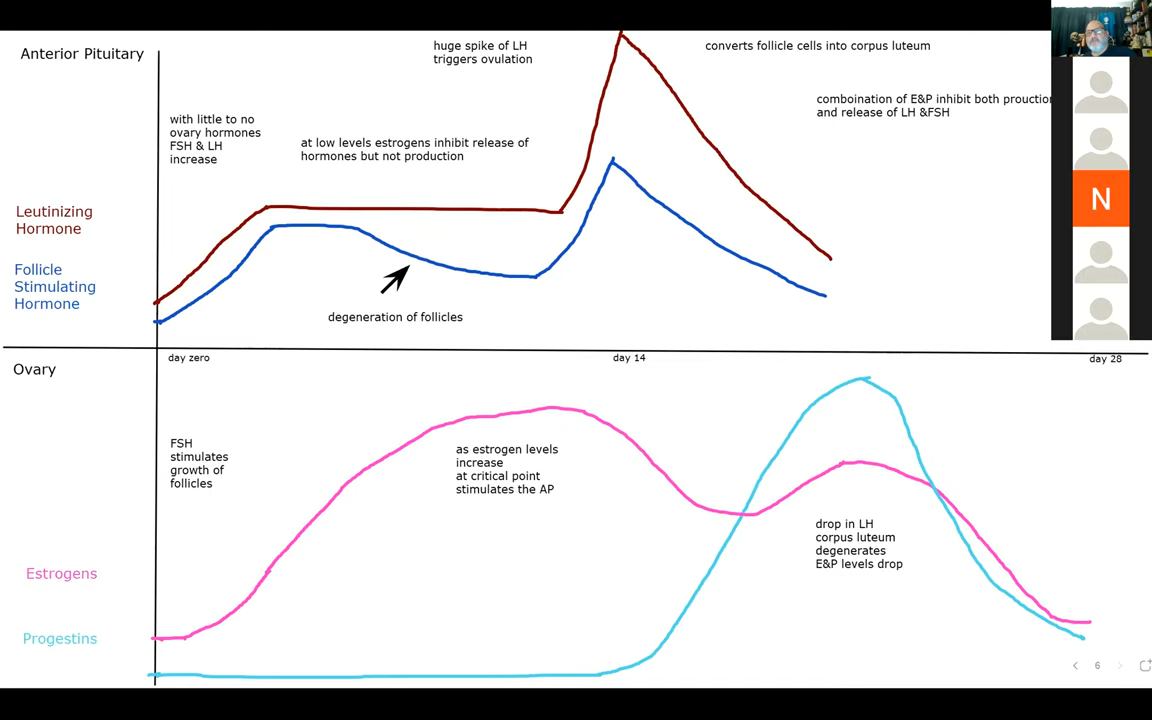 Anterior Pituitary
huge spike of LH
triggers ovulation
converts follicle cells into corpus luteum
comboination of E&P inhibit both prouction
and release of LH &FSH
with little to no
ovary hormones
FSH & LH
increase
at low levels estrogens inhibit release of
hormones but not production
Leutinizing
Hormone
Follicle
Stimulating
Hormone
degeneration of follicles
N
day zero
day 14
day 28
Ovary
FSH
stimulates
growth of
follicles
as estrogen levels
increase
at critical point
stimulates the AP
drop in LH
corpus luteum
degenerates
E&P levels drop
Estrogens
Progestins
6